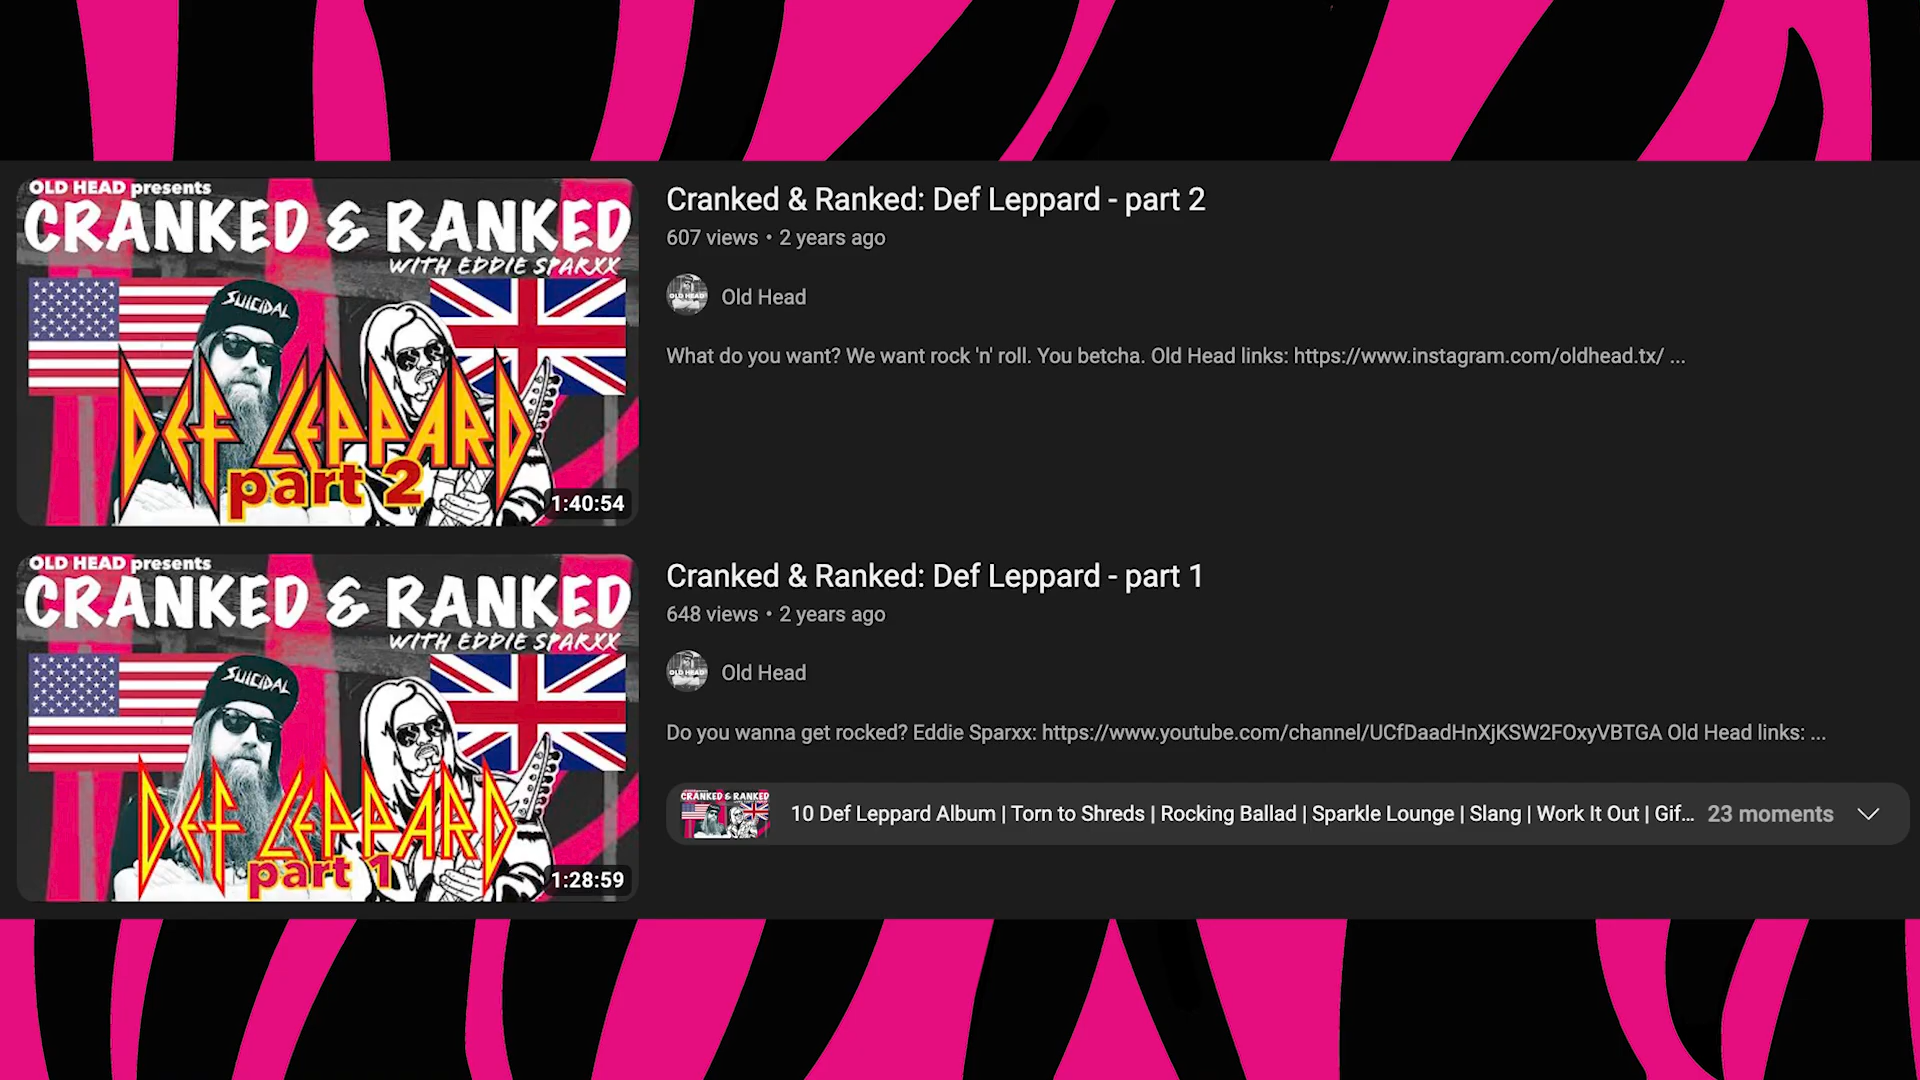 OLD HEAD presents
CRANKED & RANKED
WITH EDDIE SPARXX
SUICIDAL
DEF LEPPARD
part 2
1:40:54
Cranked & Ranked: Def Leppard - part 2
607 views • 2 years ago
OLD HEAD
Old Head
What do you want? We want rock 'n' roll. You betcha. Old Head links: https://www.instagram.com/oldhead.tx/ ...
OLD HEAD presents
CRANKED & RANKED
WITH EDDIE SPARXX
SUICIDAL
DEF LEPPARD
part 1
1:28:59
Cranked & Ranked: Def Leppard - part 1
648 views • 2 years ago
OLD HEAD
Old Head
Do you wanna get rocked? Eddie Sparxx: https://www.youtube.com/channel/UCfDaadHnXjKSW2FOxyVBTGA Old Head links: ...
CRANKED & RANKED
10 Def Leppard Album | Torn to Shreds | Rocking Ballad | Sparkle Lounge | Slang | Work It Out | Gif... 23 moments